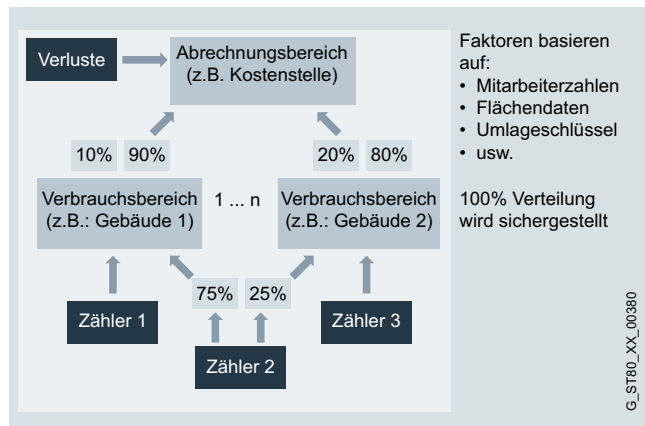 Verluste
Abrechnungsbereich
(z.B. Kostenstelle)
10% 90%
20% 80%
Verbrauchsbereich
(z.B.: Gebäude 1)
1 ... n
Verbrauchsbereich
(z.B.: Gebäude 2)
75% 25%
Zähler 1
Zähler 2
Zähler 3
Faktoren basieren
auf:
• Mitarbeiterzahlen
• Flächendaten
• Umlageschlüssel
• usw.
100% Verteilung
wird sichergestellt
G_ST80_XX_00380